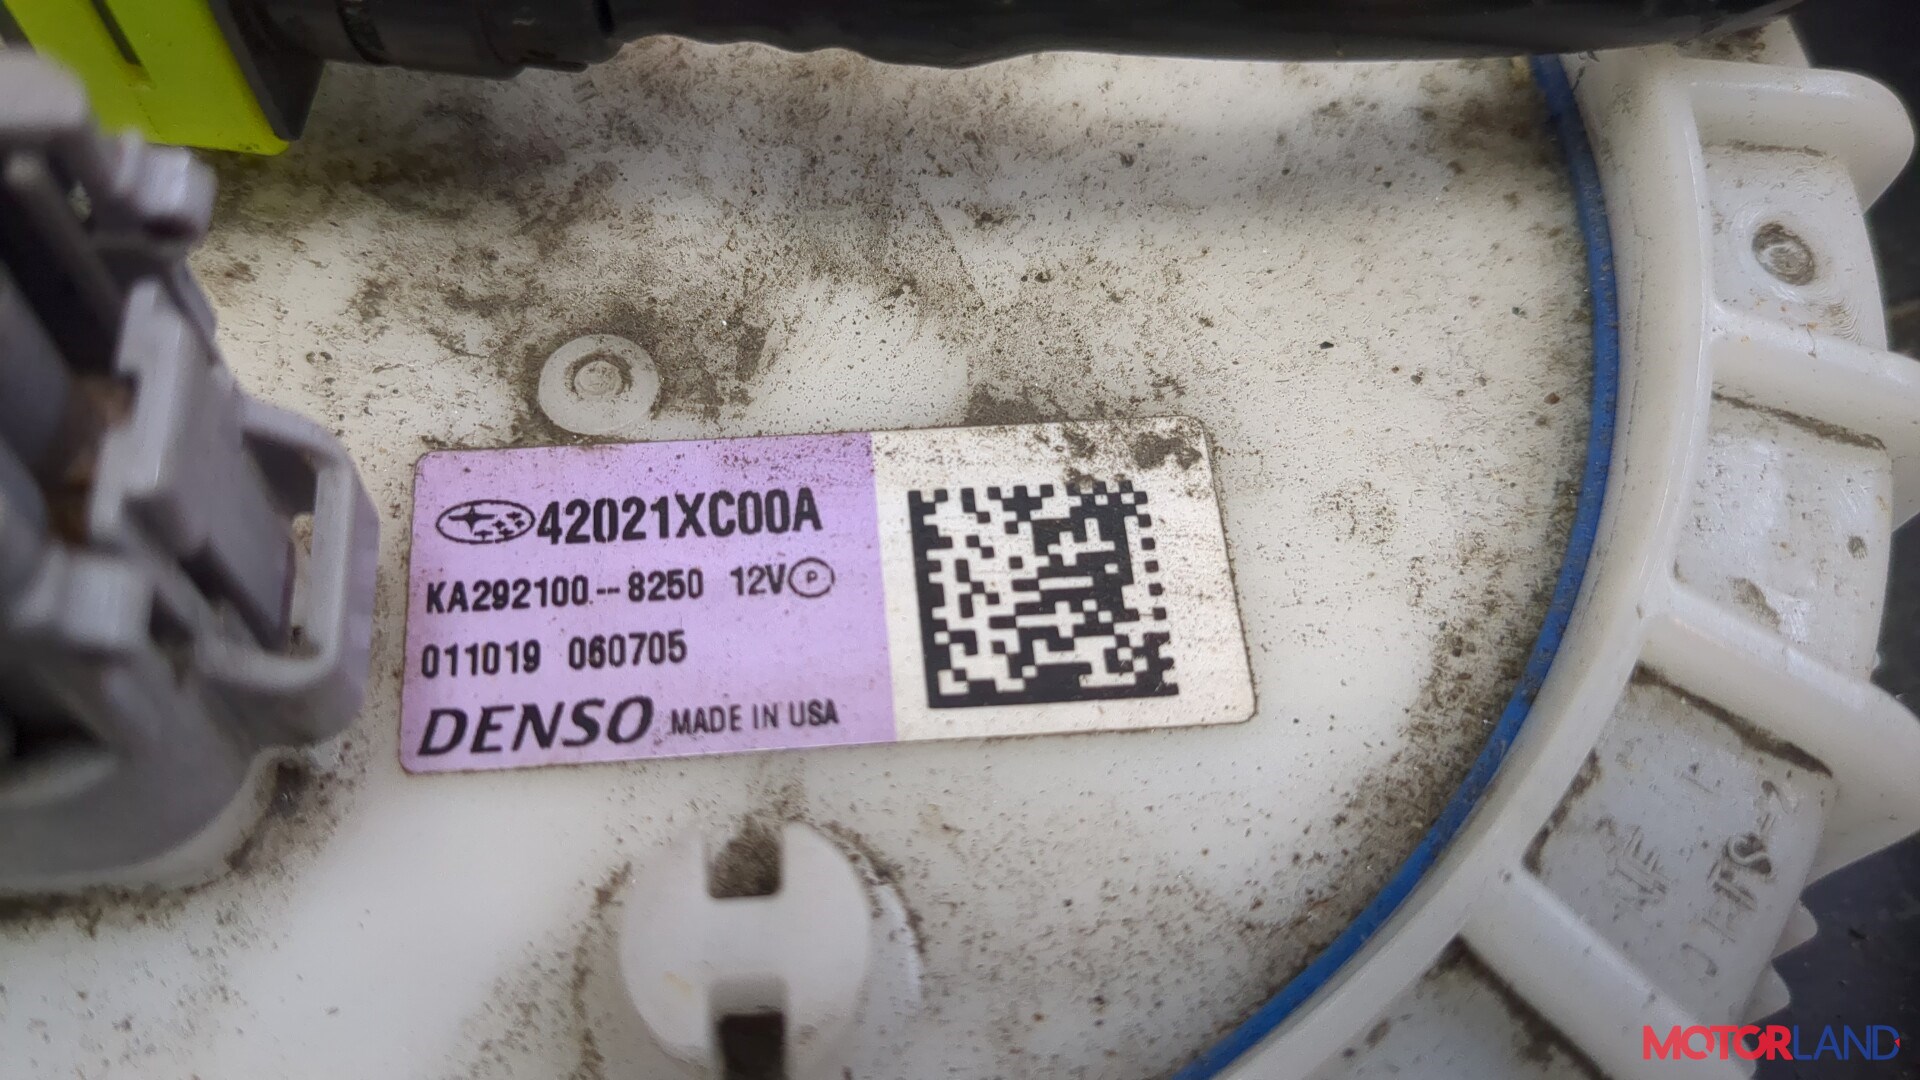 42021XC00A
KA292100--8250 12V P
011019 060705
DENSO MADE IN USA
MOTORLAND